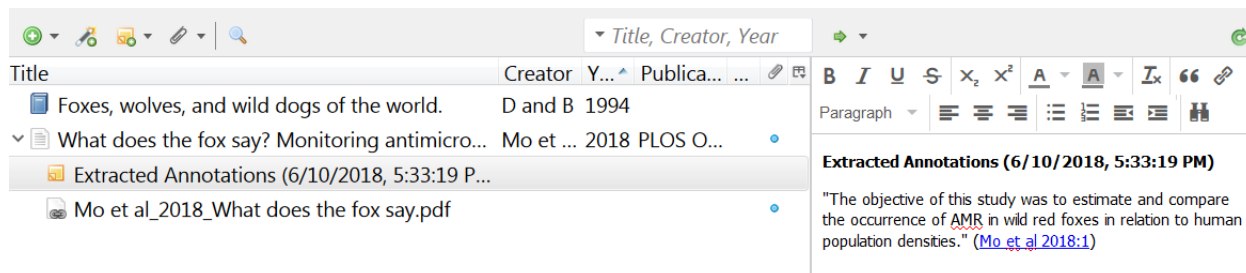 Title, Creator, Year
Title Creator Y... Publica... ...
Foxes, wolves, and wild dogs of the world. D and B 1994
What does the fox say? Monitoring antimicro... Mo et ... 2018 PLOS O...
Extracted Annotations (6/10/2018, 5:33:19 P...
Mo et al_2018_What does the fox say.pdf
B I U S X₂ X² A A Ix
Paragraph
Extracted Annotations (6/10/2018, 5:33:19 PM)
"The objective of this study was to estimate and compare
the occurrence of AMR in wild red foxes in relation to human
population densities." (Mo et al 2018:1)